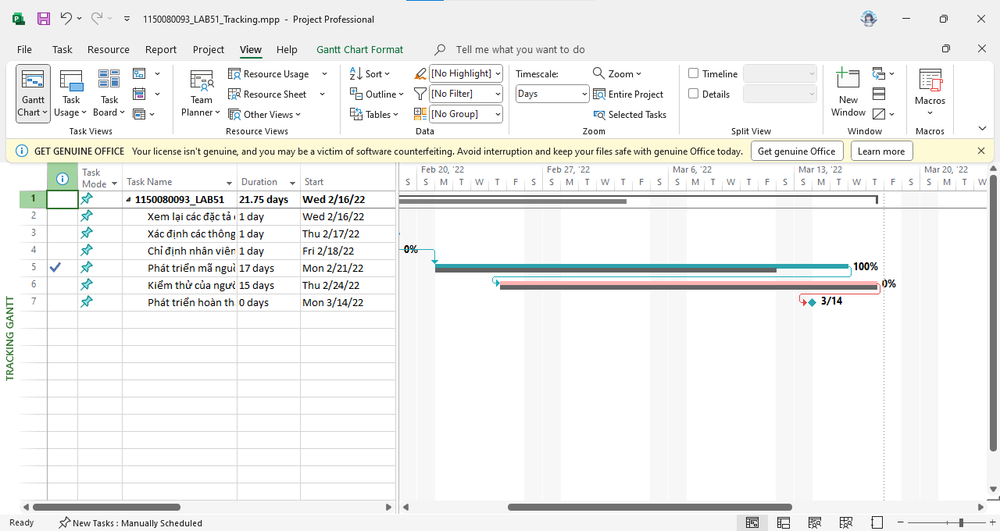 1150080093_LAB51_Tracking.mpp - Project Professional
File Task Resource Report Project View Help Gantt Chart Format Tell me what you want to do
Gantt Chart
Task Usage
Task Board
Task Views
Team Planner
Resource Usage
Resource Sheet
Other Views
Resource Views
Sort
Outline
Tables
[No Highlight]
[No Filter]
[No Group]
Data
Timescale:
Days
Zoom
Entire Project
Selected Tasks
Zoom
Timeline
Details
Split View
New Window
Window
Macros
Macros
GET GENUINE OFFICE Your license isn't genuine, and you may be a victim of software counterfeiting. Avoid interruption and keep your files safe with genuine Office today. Get genuine Office Learn more
Task Mode Task Name Duration Start
Feb 20, '22 Feb 27, '22 Mar 6, '22 Mar 13, '22 Mar 20, '22
S S M T W T F S S M T W T F S S M T W T F S S M T W T F S S M T W
1 1150080093_LAB51 21.75 days Wed 2/16/22
2 Xem lại các đặc tả 1 day Wed 2/16/22
3 Xác định các thông 1 day Thu 2/17/22
4 Chỉ định nhân viên 1 day Fri 2/18/22 0%
5 Phát triển mã nguồ 17 days Mon 2/21/22 100%
6 Kiểm thử của người 15 days Thu 2/24/22 0%
7 Phát triển hoàn thà 0 days Mon 3/14/22 3/14
TRACKING GANTT
Ready New Tasks : Manually Scheduled